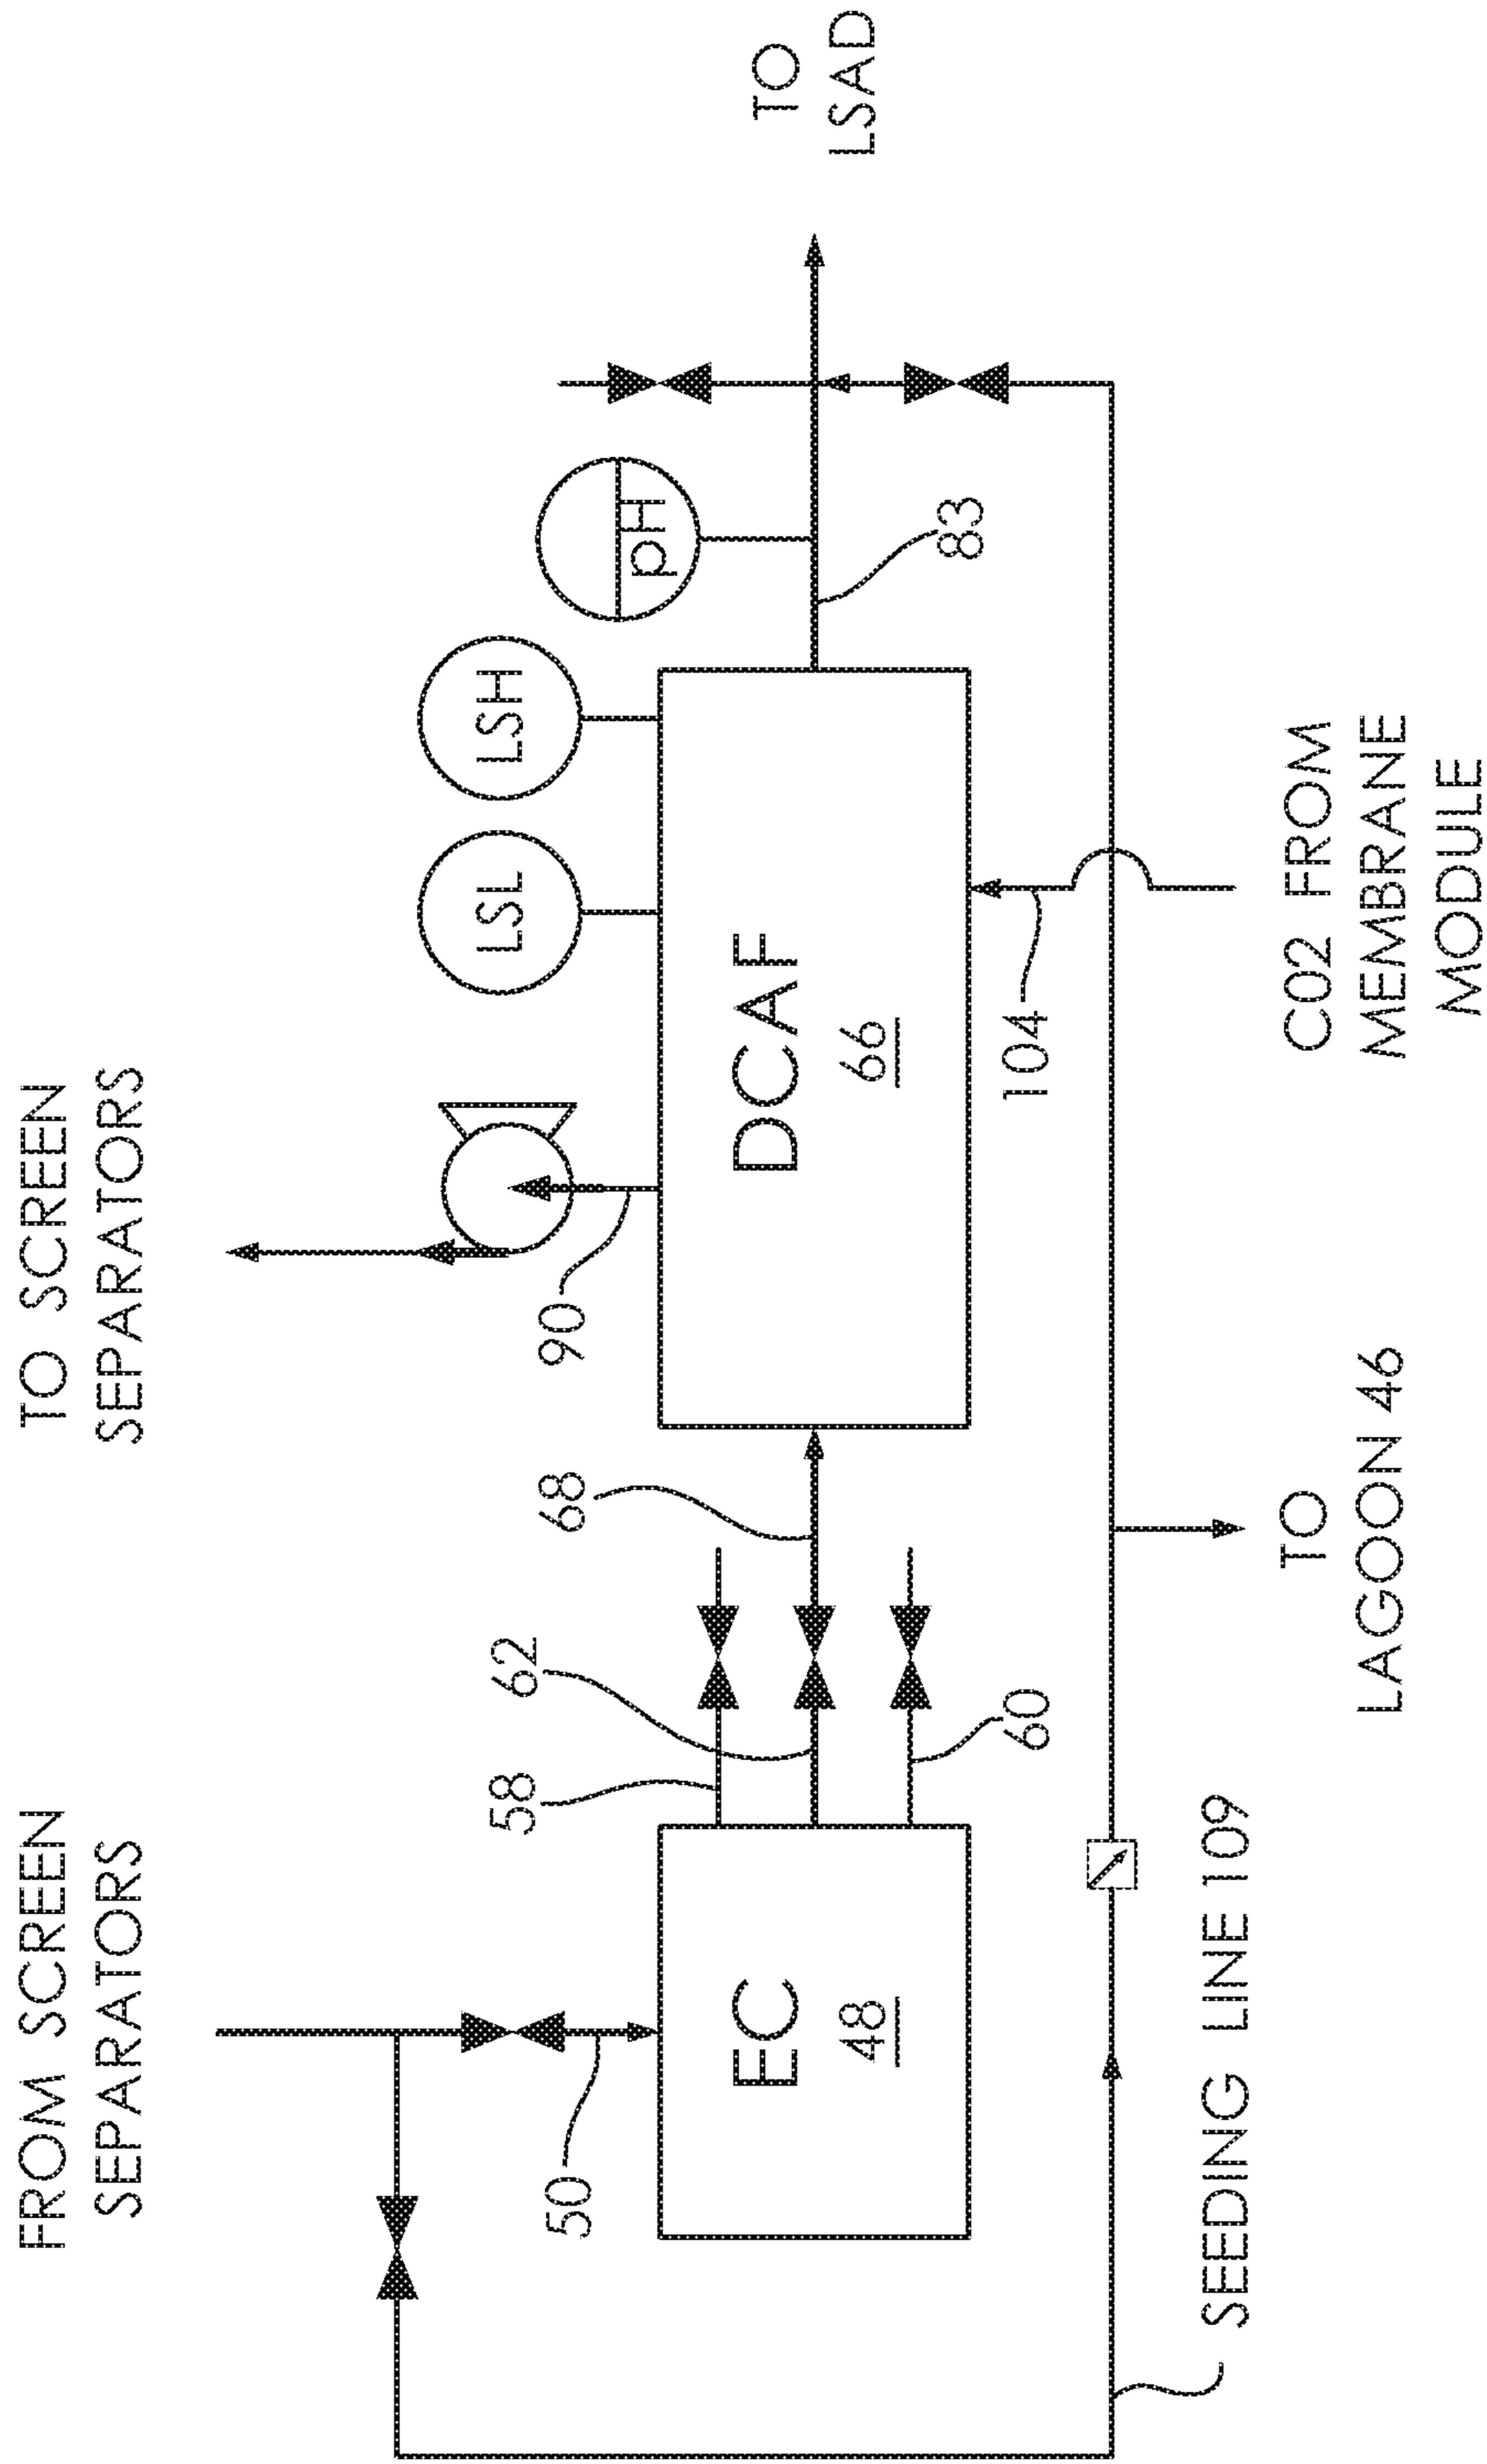 FROM SCREEN
SEPARATORS
TO SCREEN
SEPARATORS
50
58
62
68
90
LSL
LSH
pH
TO
LSAD
EC
48
DCAF
66
60
104
83
SEEDING LINE 109
TO
LAGOON 46
C02 FROM
MEMBRANE
MODULE